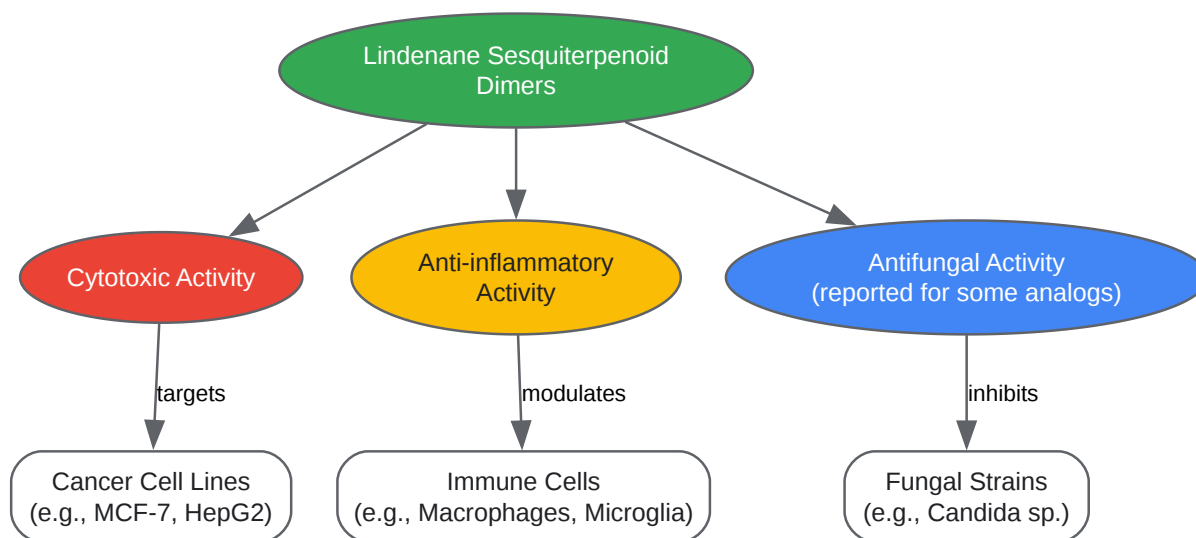 Lindenane Sesquiterpenoid
Dimers
Cytotoxic Activity
Anti-inflammatory
Activity
Antifungal Activity
(reported for some analogs)
targets
modulates
inhibits
Cancer Cell Lines
(e.g., MCF-7, HepG2)
Immune Cells
(e.g., Macrophages, Microglia)
Fungal Strains
(e.g., Candida sp.)